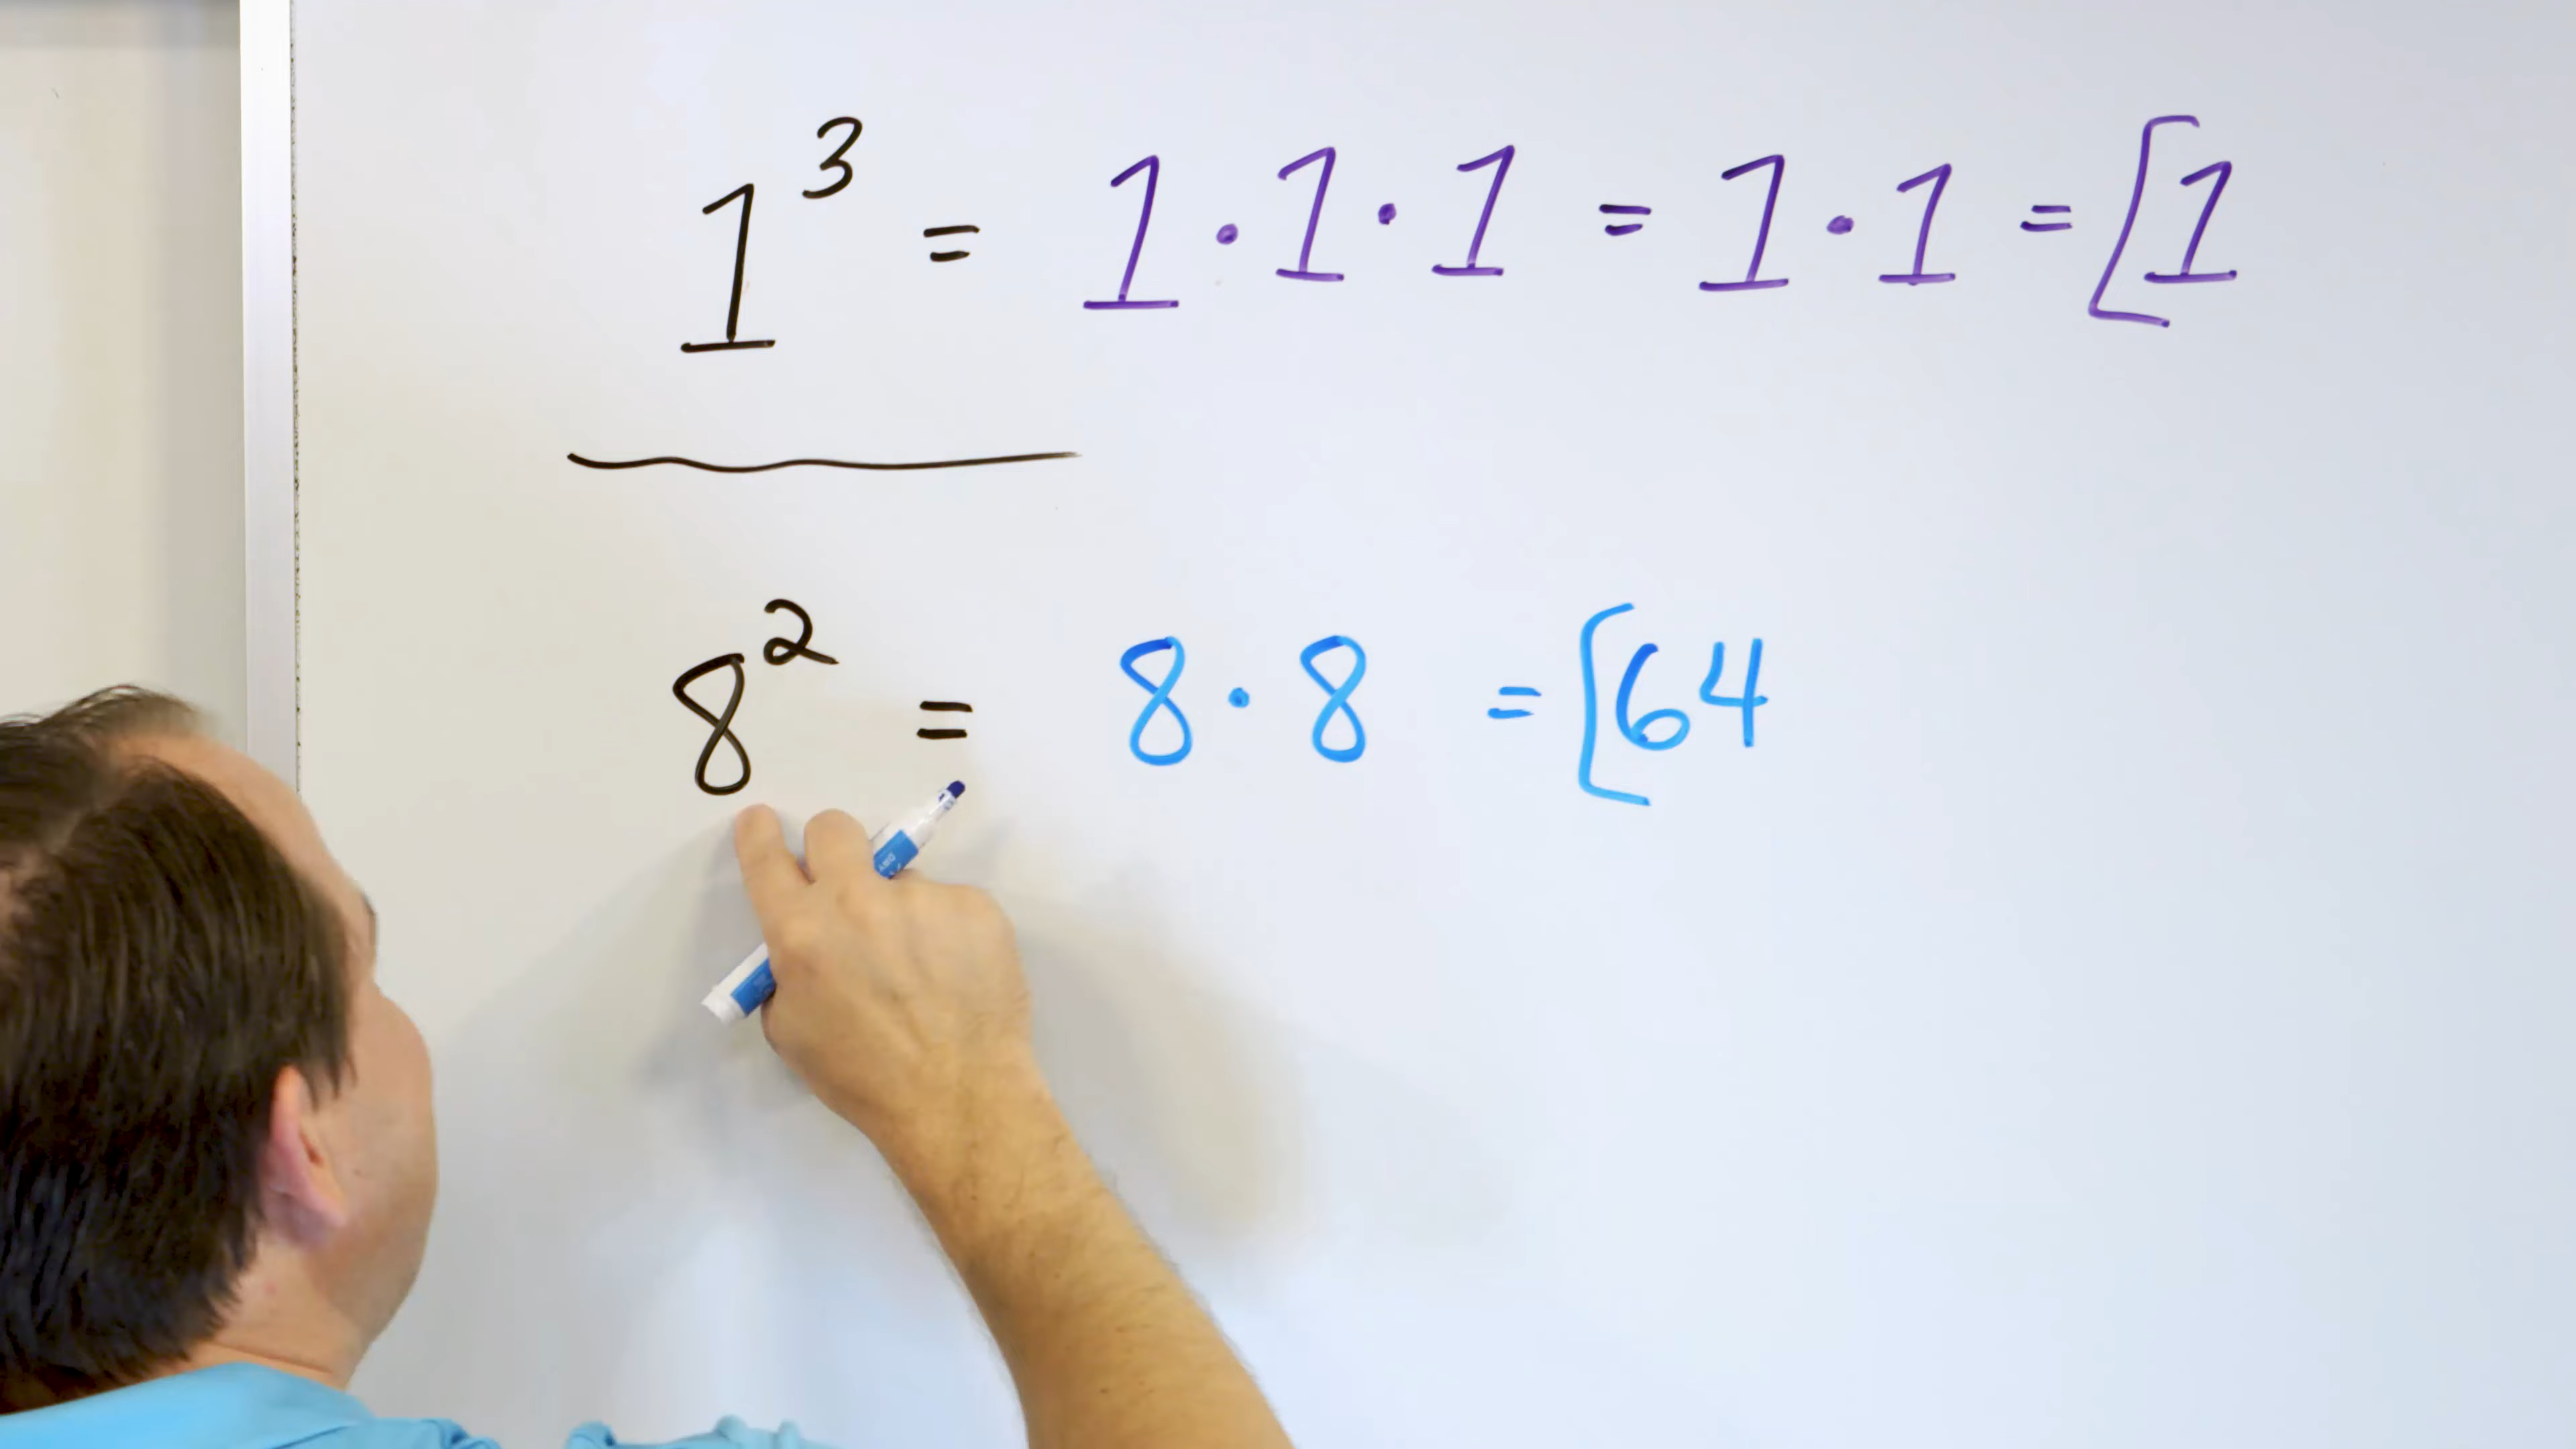 1³ = 1·1·1 = 1·1 = [1
8² = 8·8 = [64